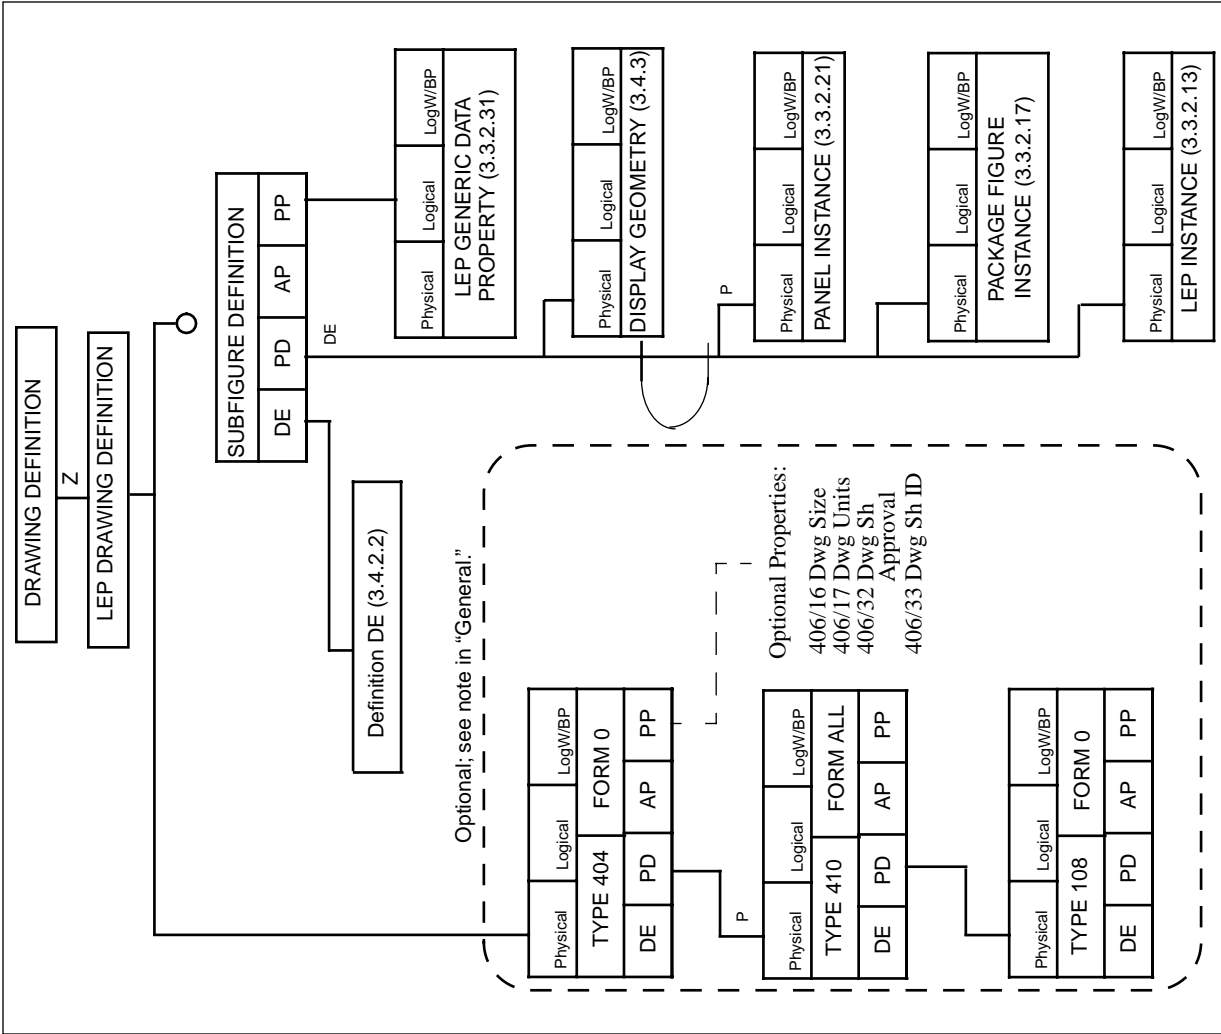 DRAWING DEFINITION
Z
LEP DRAWING DEFINITION
SUBFIGURE DEFINITION
DE PD AP PP
DE
Definition DE (3.4.2.2)
Physical Logical LogW/BP
LEP GENERIC DATA
PROPERTY (3.3.2.31)
Physical Logical LogW/BP
DISPLAY GEOMETRY (3.4.3)
P
Physical Logical LogW/BP
PANEL INSTANCE (3.3.2.21)
Physical Logical LogW/BP
PACKAGE FIGURE
INSTANCE (3.3.2.17)
Physical Logical LogW/BP
LEP INSTANCE (3.3.2.13)
Optional; see note in “General.”
Physical Logical LogW/BP
TYPE 404 FORM 0
DE PD AP PP
P
Physical Logical LogW/BP
TYPE 410 FORM ALL
DE PD AP PP
Physical Logical LogW/BP
TYPE 108 FORM 0
DE PD AP PP
Optional Properties:
406/16 Dwg Size
406/17 Dwg Units
406/32 Dwg Sh
Approval
406/33 Dwg Sh ID